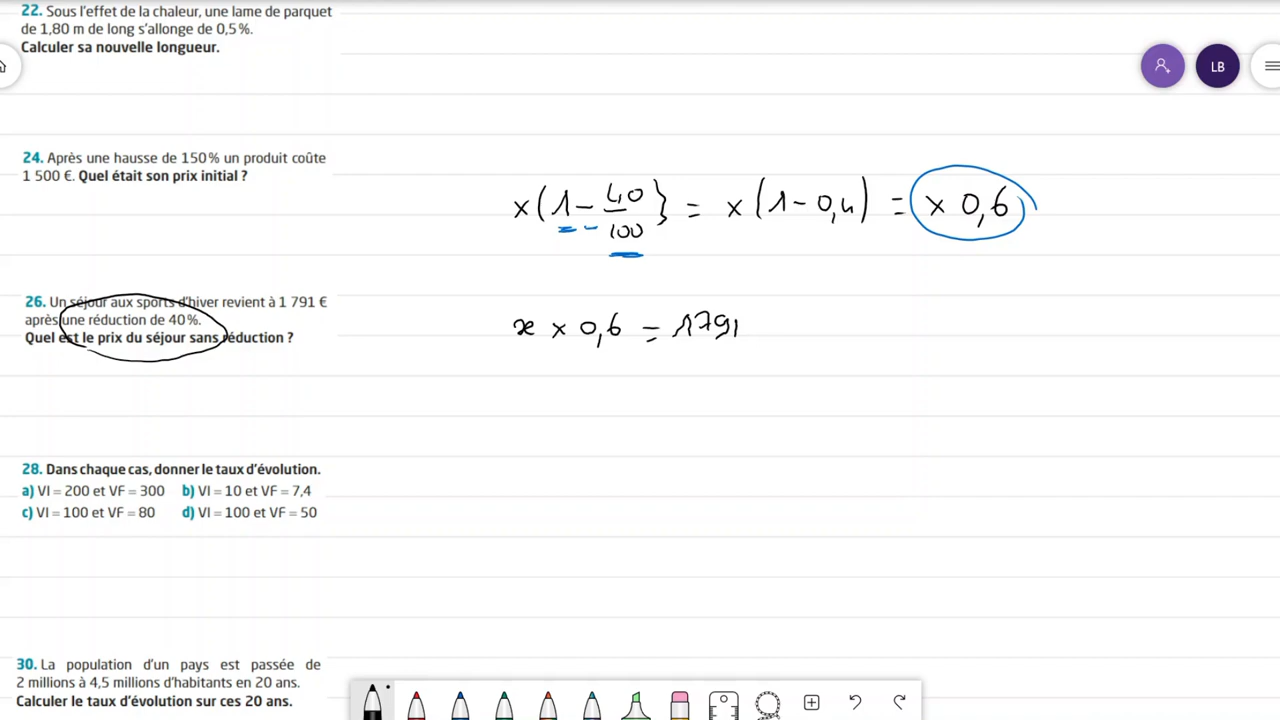 22. Sous l'effet de la chaleur, une lame de parquet
de 1,80 m de long s'allonge de 0,5 %.
Calculer sa nouvelle longueur.
LB
24. Après une hausse de 150 % un produit coûte
1 500 €. Quel était son prix initial ?
×(1 - 40/100} = ×(1 - 0,4) = × 0,6
26. Un séjour aux sports d'hiver revient à 1 791 €
après une réduction de 40 %.
Quel est le prix du séjour sans réduction ?
x × 0,6 = 1791
28. Dans chaque cas, donner le taux d'évolution.
a) VI = 200 et VF = 300 b) VI = 10 et VF = 7,4
c) VI = 100 et VF = 80 d) VI = 100 et VF = 50
30. La population d'un pays est passée de
2 millions à 4,5 millions d'habitants en 20 ans.
Calculer le taux d'évolution sur ces 20 ans.